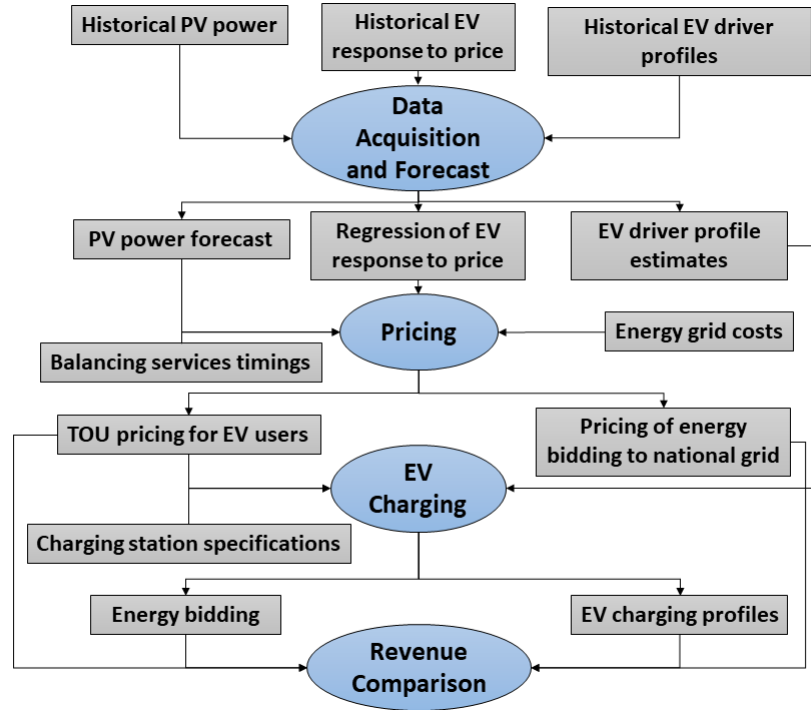 Historical PV power
Historical EV
response to price
Historical EV driver
profiles
Data
Acquisition
and Forecast
PV power forecast
Regression of EV
response to price
EV driver profile
estimates
Pricing
Energy grid costs
Balancing services timings
TOU pricing for EV users
Pricing of energy
bidding to national grid
EV
Charging
Charging station specifications
Energy bidding
EV charging profiles
Revenue
Comparison